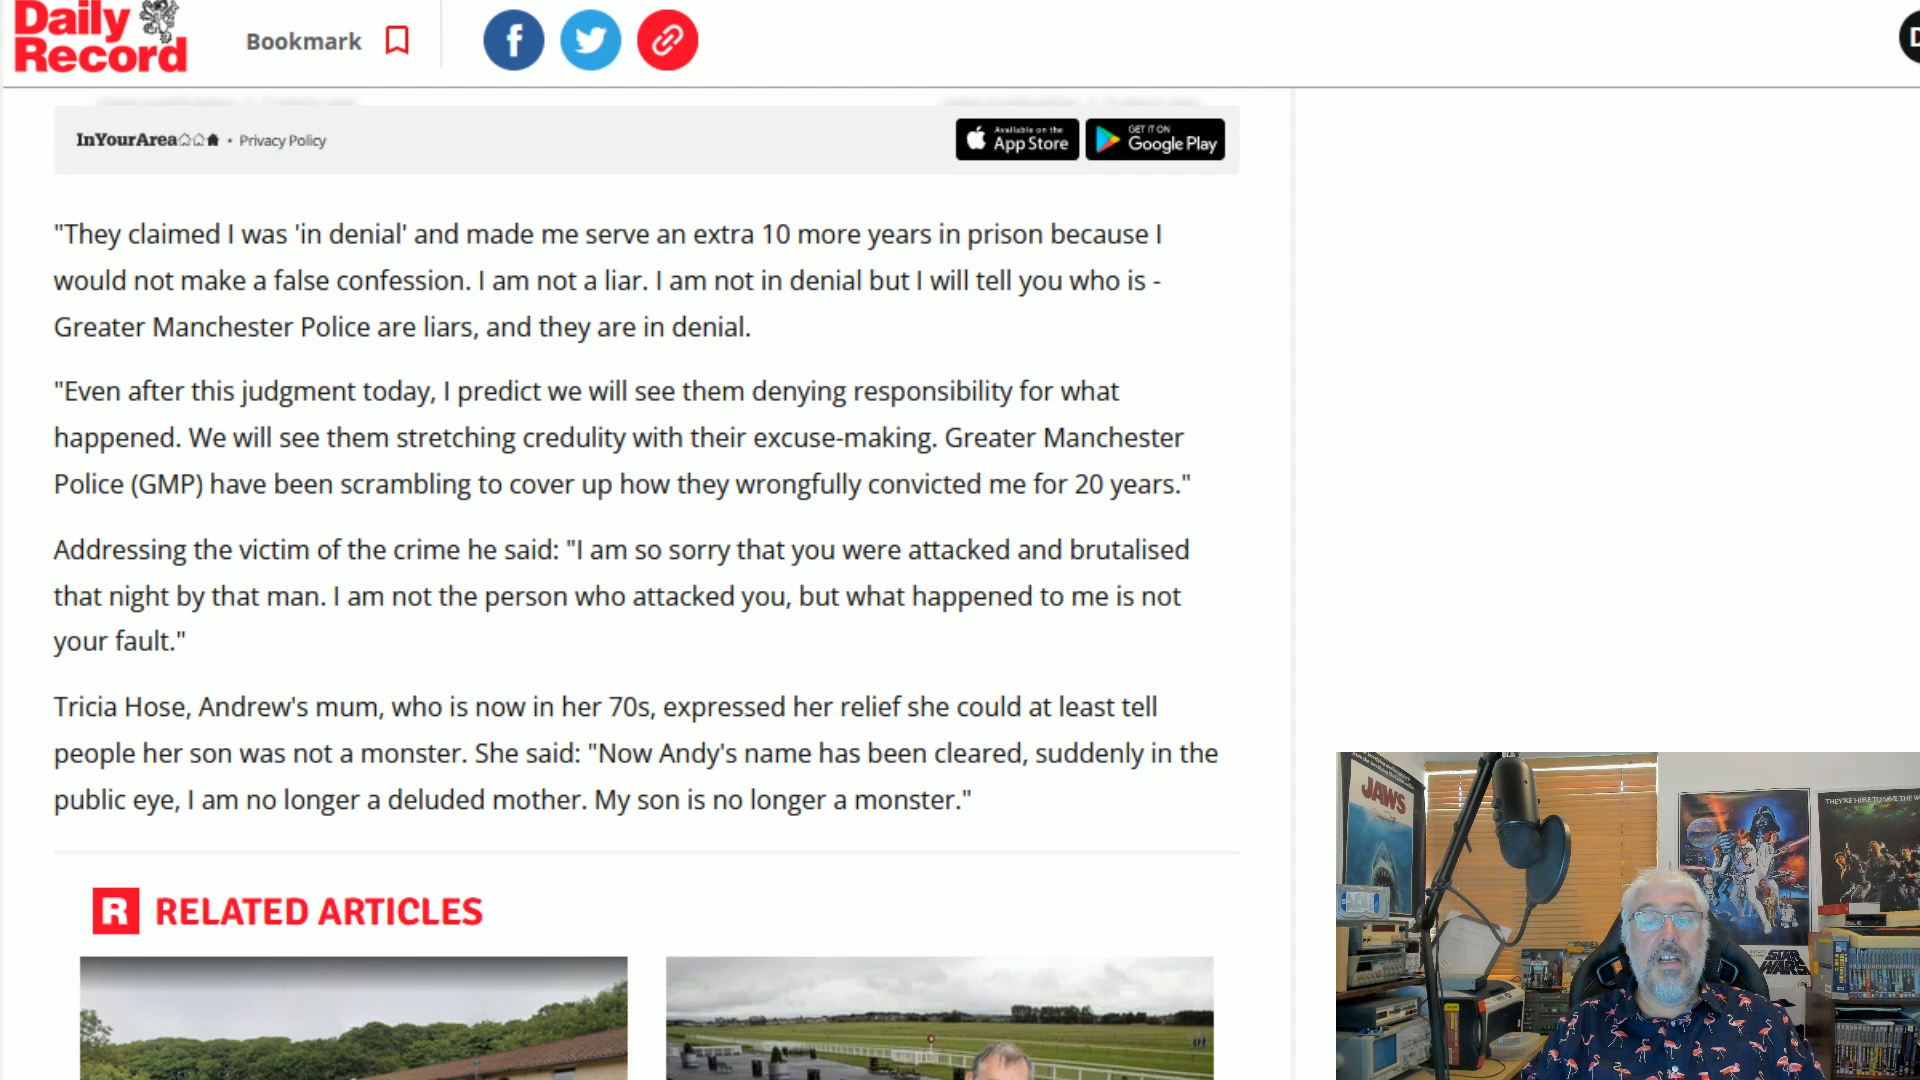 Daily
Record
Bookmark
InYourArea • Privacy Policy
Available on the
App Store
GET IT ON
Google Play
"They claimed I was 'in denial' and made me serve an extra 10 more years in prison because I
would not make a false confession. I am not a liar. I am not in denial but I will tell you who is -
Greater Manchester Police are liars, and they are in denial.
"Even after this judgment today, I predict we will see them denying responsibility for what
happened. We will see them stretching credulity with their excuse-making. Greater Manchester
Police (GMP) have been scrambling to cover up how they wrongfully convicted me for 20 years."
Addressing the victim of the crime he said: "I am so sorry that you were attacked and brutalised
that night by that man. I am not the person who attacked you, but what happened to me is not
your fault."
Tricia Hose, Andrew's mum, who is now in her 70s, expressed her relief she could at least tell
people her son was not a monster. She said: "Now Andy's name has been cleared, suddenly in the
public eye, I am no longer a deluded mother. My son is no longer a monster."
R RELATED ARTICLES
JAWS
THEY'RE HERE TO SAVE THE
STAR
WARS